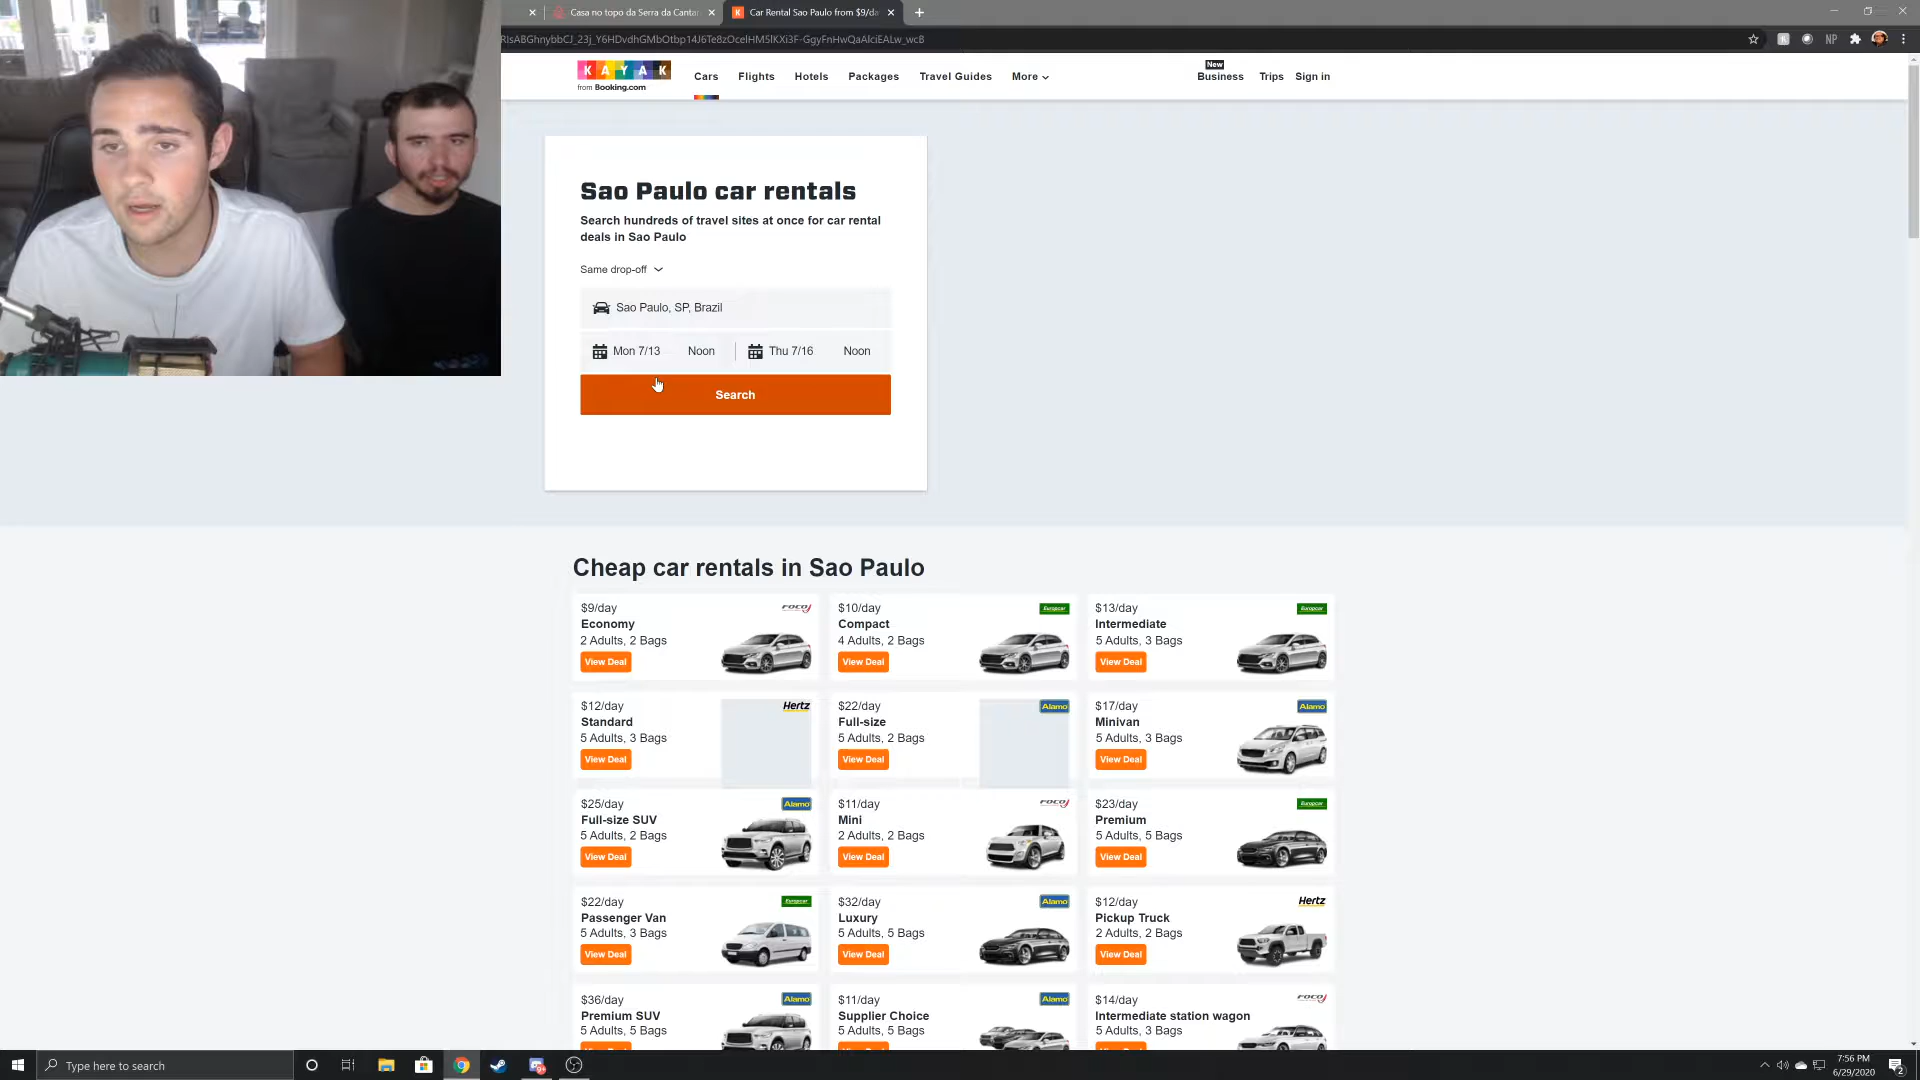 Casa no topo da Serra da Cantar
Car Rental Sao Paulo from $9/da
KAYAK
from Booking.com
Cars
Flights
Hotels
Packages
Travel Guides
More
New
Business
Trips
Sign in
Sao Paulo car rentals
Search hundreds of travel sites at once for car rental
deals in Sao Paulo
Same drop-off
Sao Paulo, SP, Brazil
Mon 7/13 Noon Thu 7/16 Noon
Search
Cheap car rentals in Sao Paulo
$9/day
FOCO
Economy
2 Adults, 2 Bags
View Deal
$10/day
Europcar
Compact
4 Adults, 2 Bags
View Deal
$13/day
Europcar
Intermediate
5 Adults, 3 Bags
View Deal
$12/day
Hertz
Standard
5 Adults, 3 Bags
View Deal
$22/day
Alamo
Full-size
5 Adults, 2 Bags
View Deal
$17/day
Alamo
Minivan
5 Adults, 3 Bags
View Deal
$25/day
Alamo
Full-size SUV
5 Adults, 2 Bags
View Deal
$11/day
FOCO
Mini
2 Adults, 2 Bags
View Deal
$23/day
Europcar
Premium
5 Adults, 5 Bags
View Deal
$22/day
Europcar
Passenger Van
5 Adults, 3 Bags
View Deal
$32/day
Alamo
Luxury
5 Adults, 5 Bags
View Deal
$12/day
Hertz
Pickup Truck
2 Adults, 2 Bags
View Deal
$36/day
Alamo
Premium SUV
5 Adults, 5 Bags
$11/day
Alamo
Supplier Choice
5 Adults, 5 Bags
$14/day
FOCO
Intermediate station wagon
5 Adults, 3 Bags
Type here to search
7:56 PM
6/29/2020